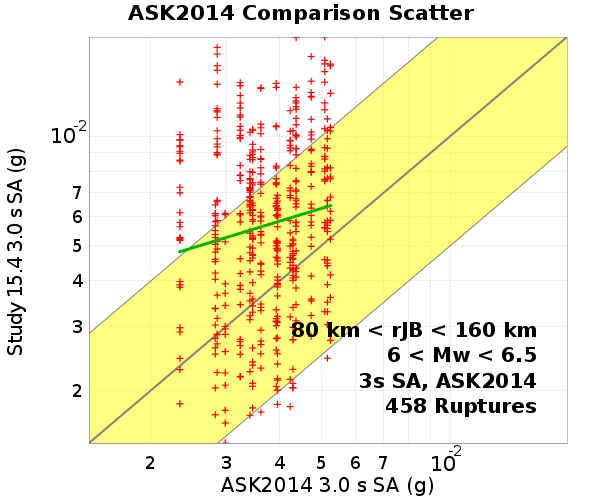 ASK2014 Comparison Scatter
Study 15.4 3.0 s SA (g)
10-2
7
6
5
4
3
2
80 km < rJB < 160 km
6 < Mw < 6.5
3s SA, ASK2014
458 Ruptures
2 3 4 5 6 7 10-2
ASK2014 3.0 s SA (g)